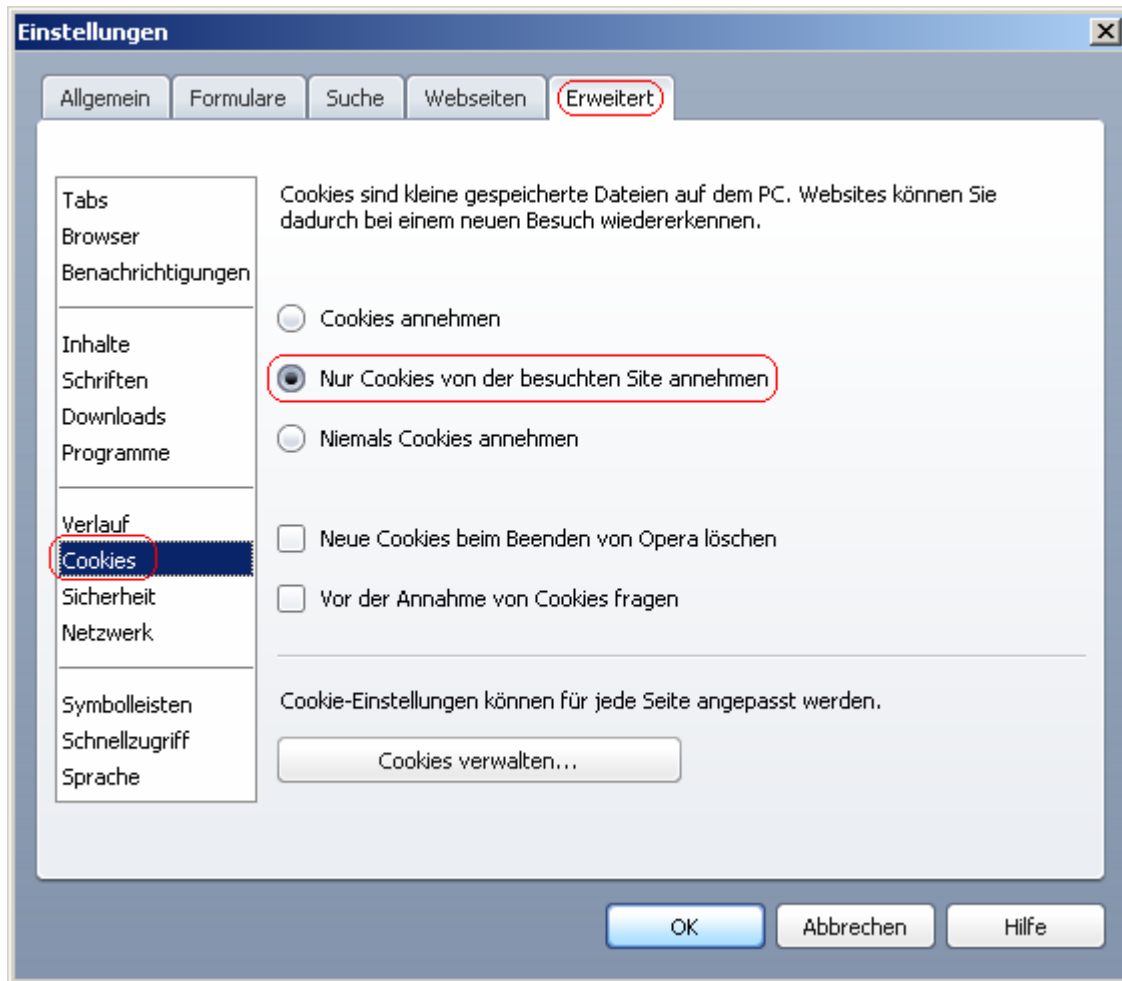 Einstellungen
Allgemein Formulare Suche Webseiten Erweitert
Tabs
Browser
Benachrichtigungen
Inhalte
Schriften
Downloads
Programme
Verlauf
Cookies
Sicherheit
Netzwerk
Symbolleisten
Schnellzugriff
Sprache
Cookies sind kleine gespeicherte Dateien auf dem PC. Websites können Sie
dadurch bei einem neuen Besuch wiedererkennen.
Cookies annehmen
Nur Cookies von der besuchten Site annehmen
Niemals Cookies annehmen
Neue Cookies beim Beenden von Opera löschen
Vor der Annahme von Cookies fragen
Cookie-Einstellungen können für jede Seite angepasst werden.
Cookies verwalten...
OK Abbrechen Hilfe